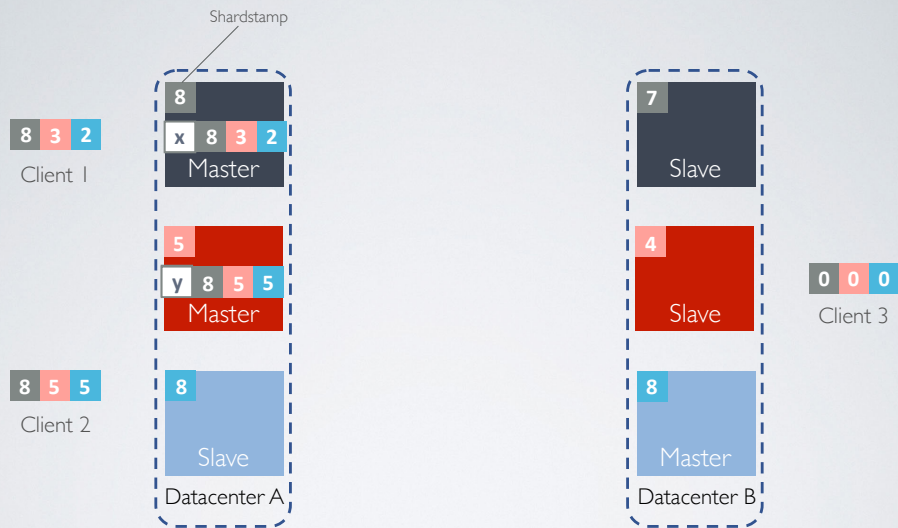 Shardstamp
8
x 8 3 2
Master
8 3 2
Client 1
5
y 8 5 5
Master
8 5 5
Client 2
8
Slave
Datacenter A
7
Slave
4
Slave
0 0 0
Client 3
8
Master
Datacenter B